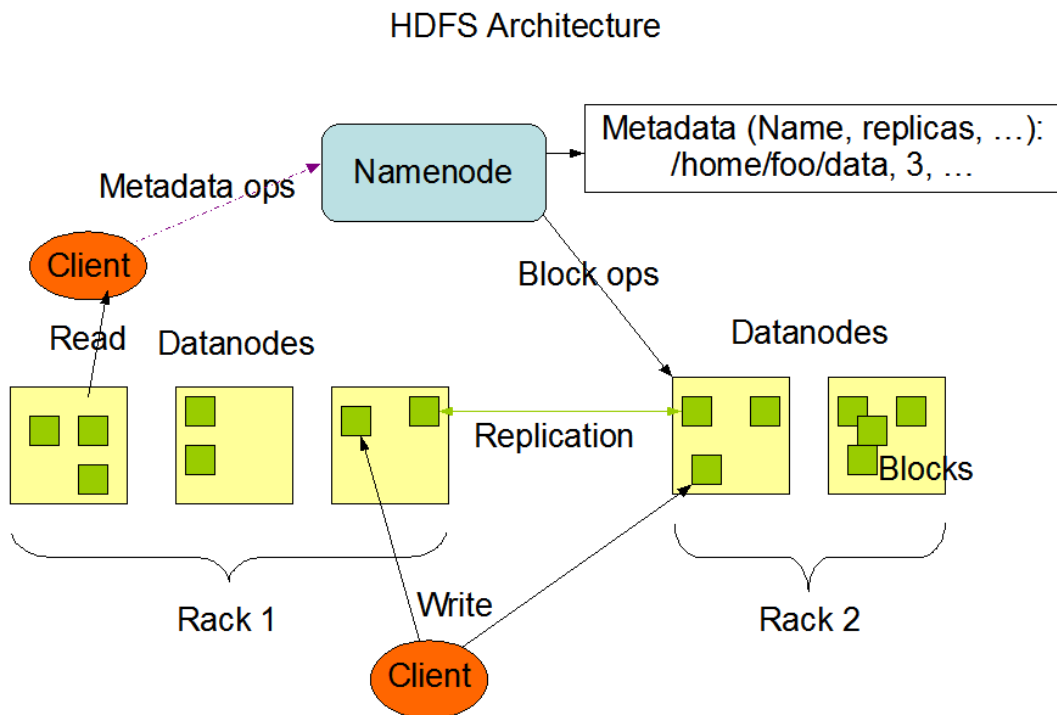 HDFS Architecture
Metadata (Name, replicas, …):
/home/foo/data, 3, …
Namenode
Metadata ops
Client
Block ops
Read
Datanodes
Datanodes
Replication
Blocks
Rack 1
Write
Rack 2
Client